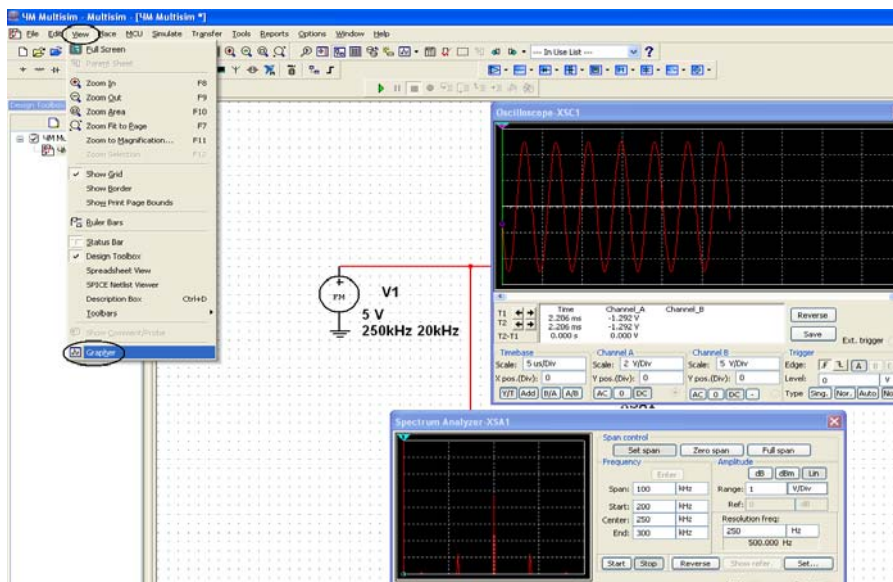 ЧМ Multisim - Multisim - [ЧМ Multisim *]
File Edit View Place MCU Simulate Transfer Tools Reports Options Window Help
--- In Use List ---
Full Screen
Parent Sheet
Zoom In F8
Zoom Out F9
Zoom Area F10
Zoom Fit to Page F7
Zoom to Magnification... F11
Zoom Selection F12
Show Grid
Show Border
Show Print Page Bounds
Ruler Bars
Status Bar
Design Toolbox
Spreadsheet View
SPICE Netlist Viewer
Description Box Ctrl+D
Toolbars
Show Comment/Probe
Grapher
Design Toolbox
ЧМ Mu
FM
V1
5 V
250kHz 20kHz
Oscilloscope-XSC1
Time Channel_A Channel_B
T1 2.206 ms -1.292 V
T2 2.206 ms -1.292 V
T2-T1 0.000 s 0.000 V
Reverse
Save
Ext. trigger
Timebase
Scale: 5 us/Div
X pos.(Div): 0
Y/T Add B/A A/B
Channel A
Scale: 2 V/Div
Y pos.(Div): 0
AC 0 DC
Channel B
Scale: 5 V/Div
Y pos.(Div): 0
AC 0 DC -
Trigger
Edge: A B
Level: 0 V
Type Sing. Nor. Auto
XSA1
Spectrum Analyzer-XSA1
Span control
Set span Zero span Full span
Frequency
Enter
Span: 100 kHz
Start: 200 kHz
Center: 250 kHz
End: 300 kHz
Amplitude
dB dBm Lin
Range: 1 V/Div
Ref: 0 dB
Resolution freq:
250 Hz
500.000 Hz
Start Stop Reverse Show refer. Set...